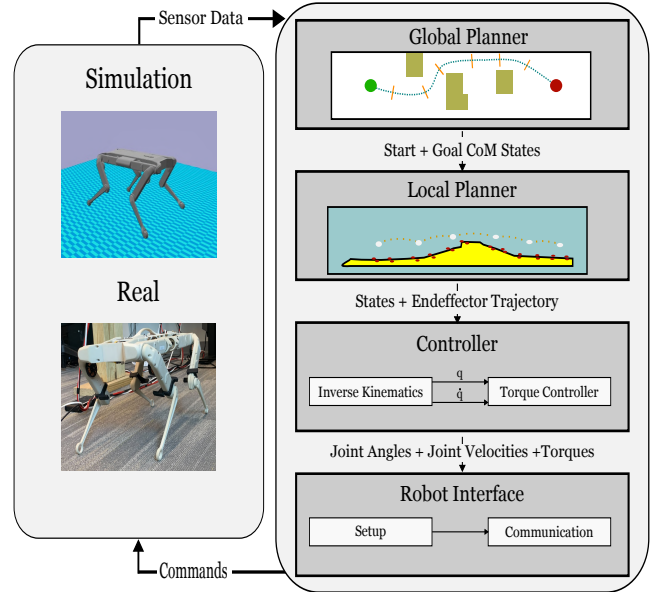 Sensor Data
Simulation
Real
Commands
Global Planner
Start + Goal CoM States
Local Planner
States + Endeffector Trajectory
Controller
Inverse Kinematics
q
q̇
Torque Controller
Joint Angles + Joint Velocities +Torques
Robot Interface
Setup
Communication